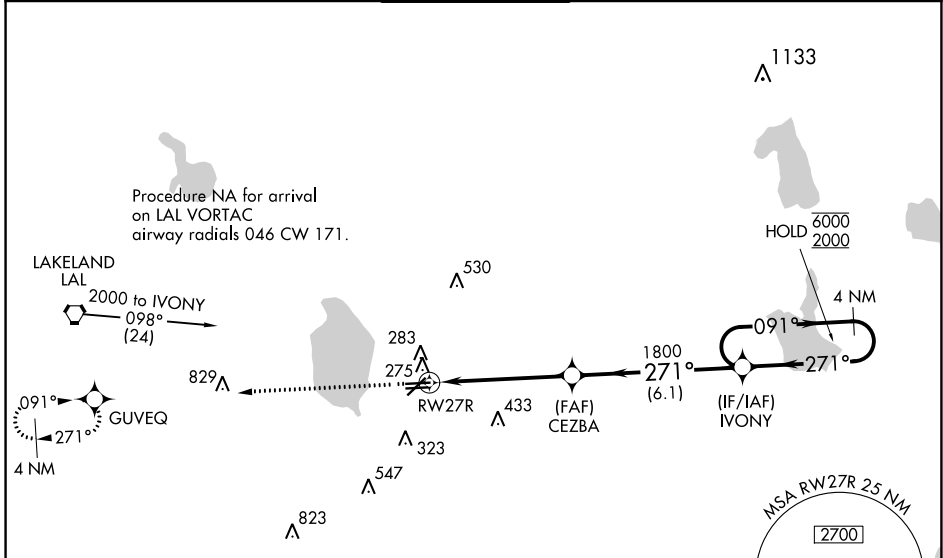 1133
Procedure NA for arrival
on LAL VORTAC
airway radials 046 CW 171.
HOLD 6000
2000
LAKELAND
LAL
2000 to IVONY
098°
(24)
530
4 NM
091°
271°
283
275
829
1800
271°
(6.1)
RW27R
(FAF)
CEZBA
(IF/IAF)
IVONY
433
091°
GUVEQ
271°
4 NM
323
547
823
MSA RW27R 25 NM
2700